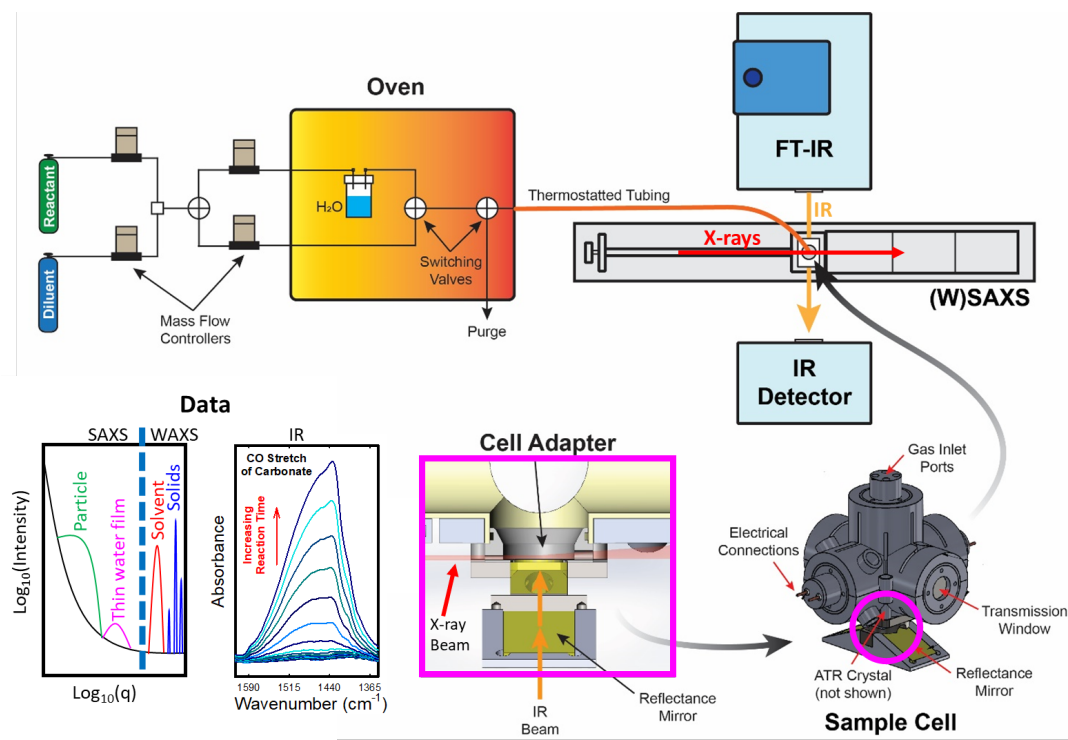 Oven
Reactant
Diluent
H₂O
Mass Flow
Controllers
Switching
Valves
Purge
Thermostatted Tubing
FT-IR
IR
X-rays
(W)SAXS
IR
Detector
Data
SAXS
WAXS
Particle
Thin water film
Solvent
Solids
Log₁₀(Intensity)
Log₁₀(q)
IR
CO Stretch
of Carbonate
Increasing
Reaction Time
Absorbance
1590
1515
1440
1365
Wavenumber (cm⁻¹)
Cell Adapter
X-ray
Beam
IR
Beam
Reflectance
Mirror
Gas Inlet
Ports
Electrical
Connections
Transmission
Window
ATR Crystal
(not shown)
Reflectance
Mirror
Sample Cell